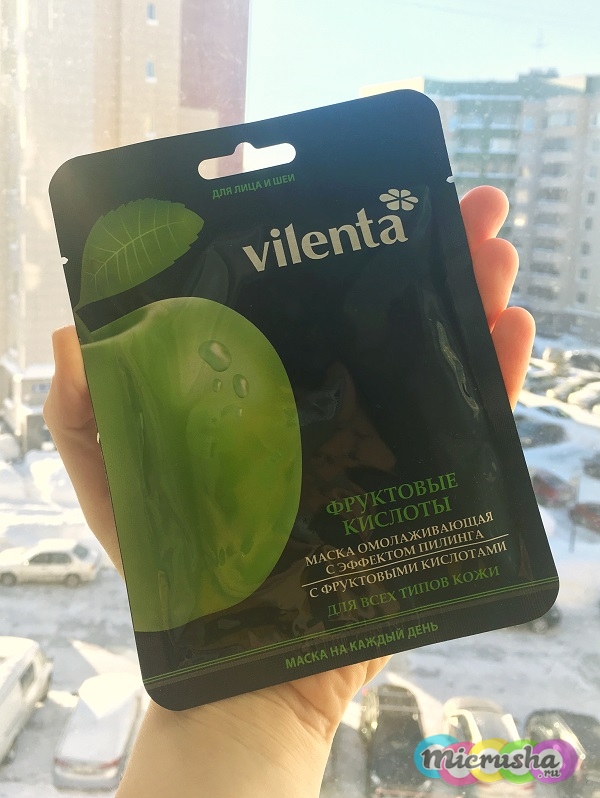 ДЛЯ ЛИЦА И ШЕИ
vilenta
ФРУКТОВЫЕ
КИСЛОТЫ
МАСКА ОМОЛАЖИВАЮЩАЯ
С ЭФФЕКТОМ ПИЛИНГА
С ФРУКТОВЫМИ КИСЛОТАМИ
ДЛЯ ВСЕХ ТИПОВ КОЖИ
МАСКА НА КАЖДЫЙ ДЕНЬ
micrusha.ru